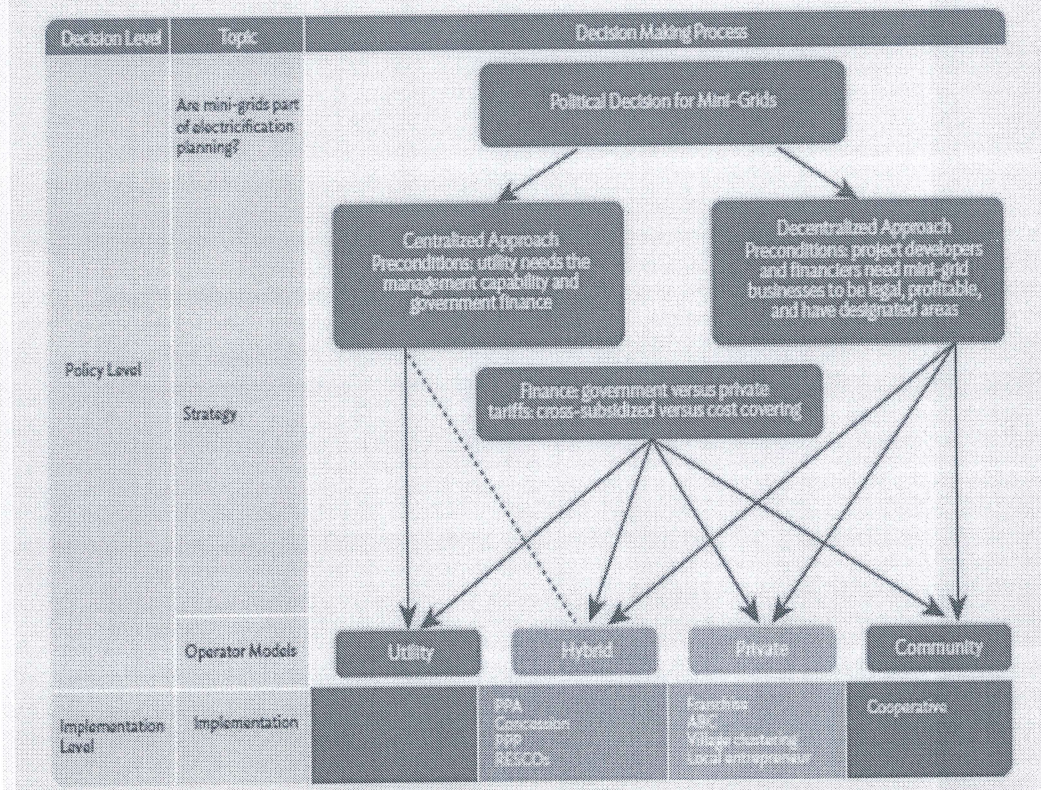 Decision Level
Topic
Decision Making Process
Are mini-grids part
of electricification
planning?
Political Decision for Mini-Grids
Centralized Approach
Preconditions: utility needs the
management capability and
government finance
Decentralized Approach
Preconditions: project developers
and financiers need mini-grid
businesses to be legal, profitable,
and have designated areas
Policy Level
Strategy
Finance: government versus private
tariffs: cross-subsidized versus cost covering
Operator Models
Utility
Hybrid
Private
Community
Implementation
Level
Implementation
PPA
Concession
PPP
RESCOs
Franchise
ABC
Village clustering
Local entrepreneur
Cooperative